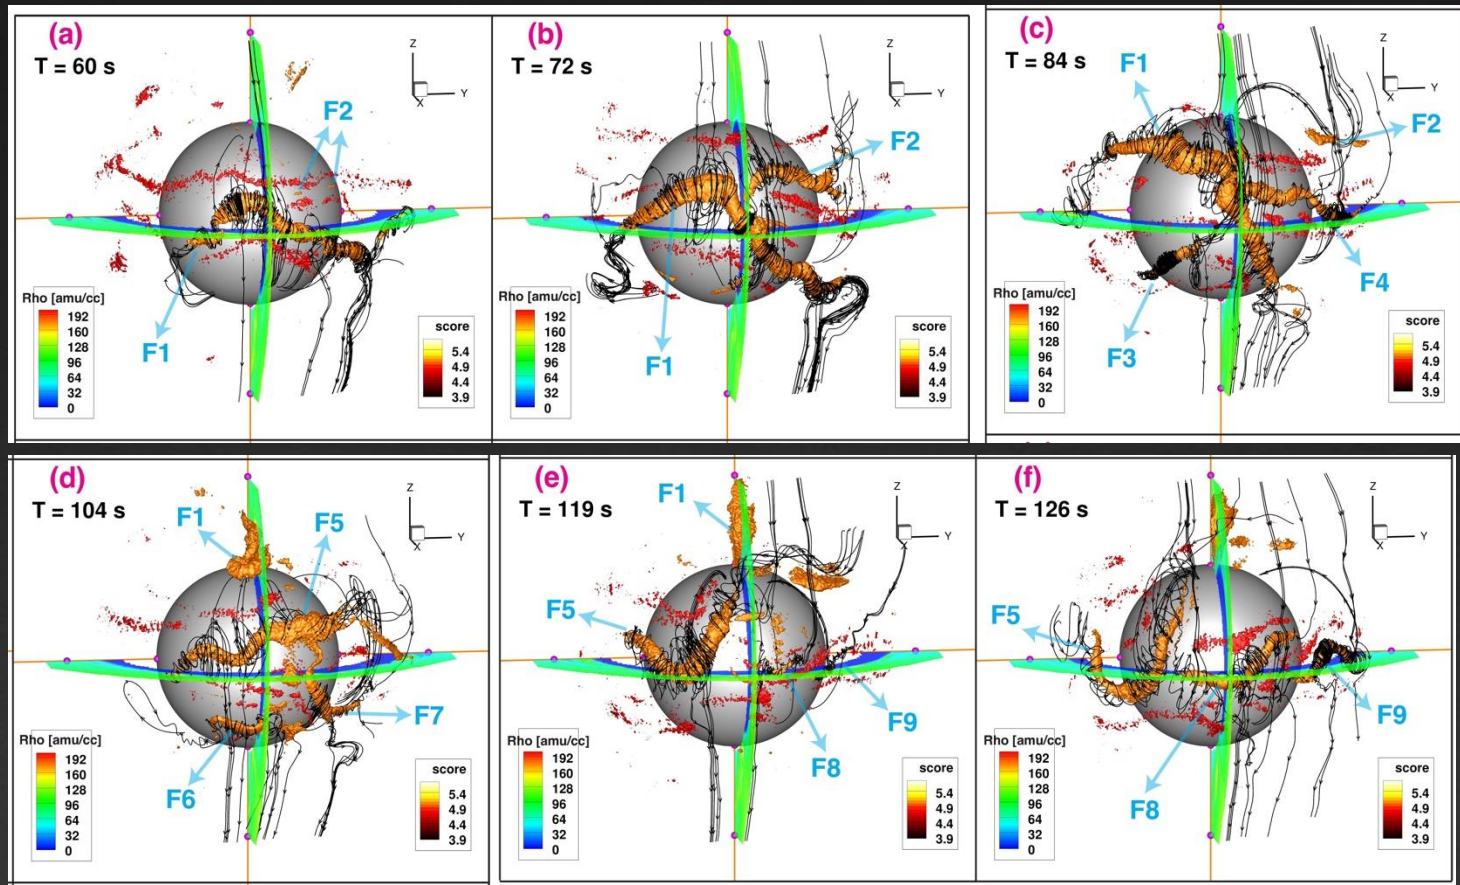 (a)
T = 60 s
Z
Y
X
F2
F1
Rho [amu/cc]
192
160
128
96
64
32
0
score
5.4
4.9
4.4
3.9
(b)
T = 72 s
Z
Y
X
F2
F1
Rho [amu/cc]
192
160
128
96
64
32
0
score
5.4
4.9
4.4
3.9
(c)
T = 84 s
Z
Y
X
F1
F2
F4
F3
Rho [amu/cc]
192
160
128
96
64
32
0
score
5.4
4.9
4.4
3.9
(d)
T = 104 s
Z
Y
X
F1
F5
F7
F6
Rho [amu/cc]
192
160
128
96
64
32
0
score
5.4
4.9
4.4
3.9
(e)
T = 119 s
Z
Y
X
F1
F5
F9
F8
Rho [amu/cc]
192
160
128
96
64
32
0
score
5.4
4.9
4.4
3.9
(f)
T = 126 s
Z
Y
X
F5
F9
F8
Rho [amu/cc]
192
160
128
96
64
32
0
score
5.4
4.9
4.4
3.9